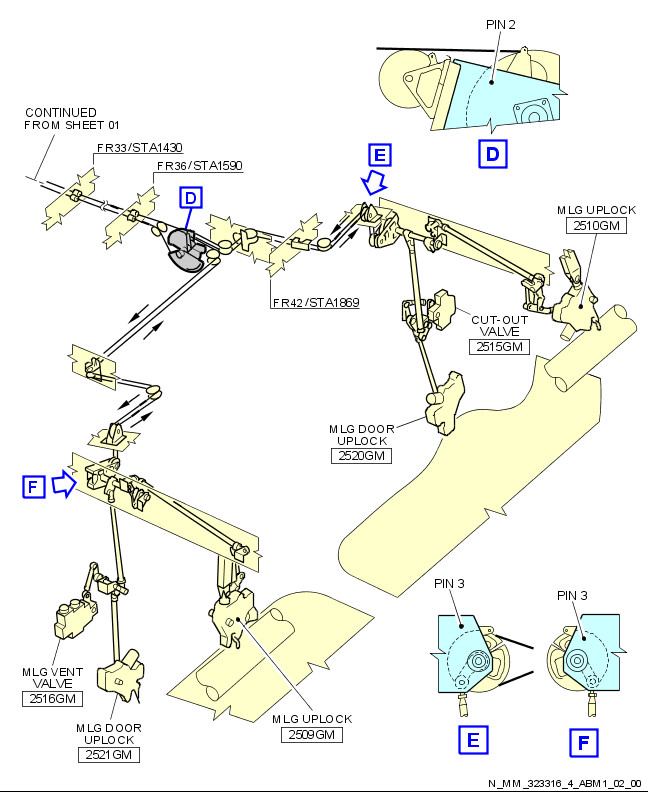 PIN 2
CONTINUED
FROM SHEET 01
FR33/STA1430
FR36/STA1590
E
D
D
MLG UPLOCK
2510GM
FR42/STA1869
CUT-OUT
VALVE
2515GM
MLG DOOR
UPLOCK
2520GM
F
PIN 3
PIN 3
MLG VENT
VALVE
2516GM
MLG UPLOCK
2509GM
MLG DOOR
UPLOCK
2521GM
E
F
N_MM_323316_4_ABM1_02_00